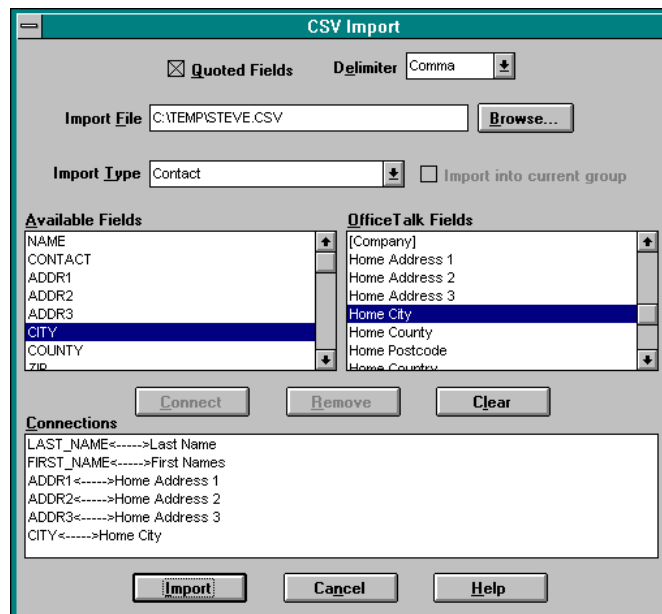 CSV Import
Quoted Fields Delimiter Comma
Import File C:\TEMP\STEVE.CSV Browse...
Import Type Contact Import into current group
Available Fields OfficeTalk Fields
NAME [Company]
CONTACT Home Address 1
ADDR1 Home Address 2
ADDR2 Home Address 3
ADDR3 Home City
CITY Home County
COUNTY Home Postcode
ZIP Home Country
Connect Remove Clear
Connections
LAST_NAME<----->Last Name
FIRST_NAME<----->First Names
ADDR1<----->Home Address 1
ADDR2<----->Home Address 2
ADDR3<----->Home Address 3
CITY<----->Home City
Import Cancel Help